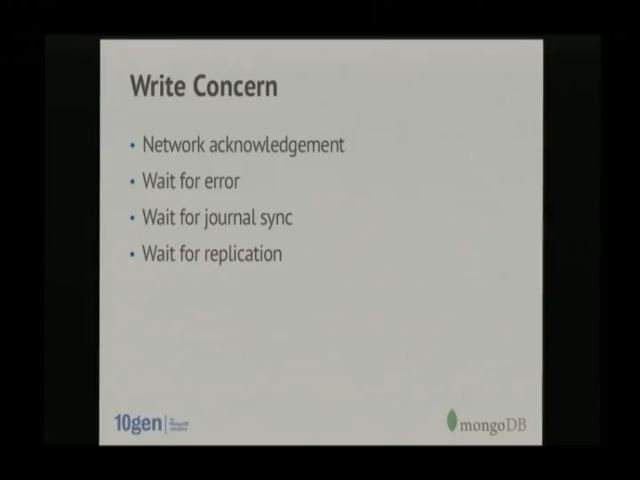 Write Concern
• Network acknowledgement
• Wait for error
• Wait for journal sync
• Wait for replication
10gen
mongoDB